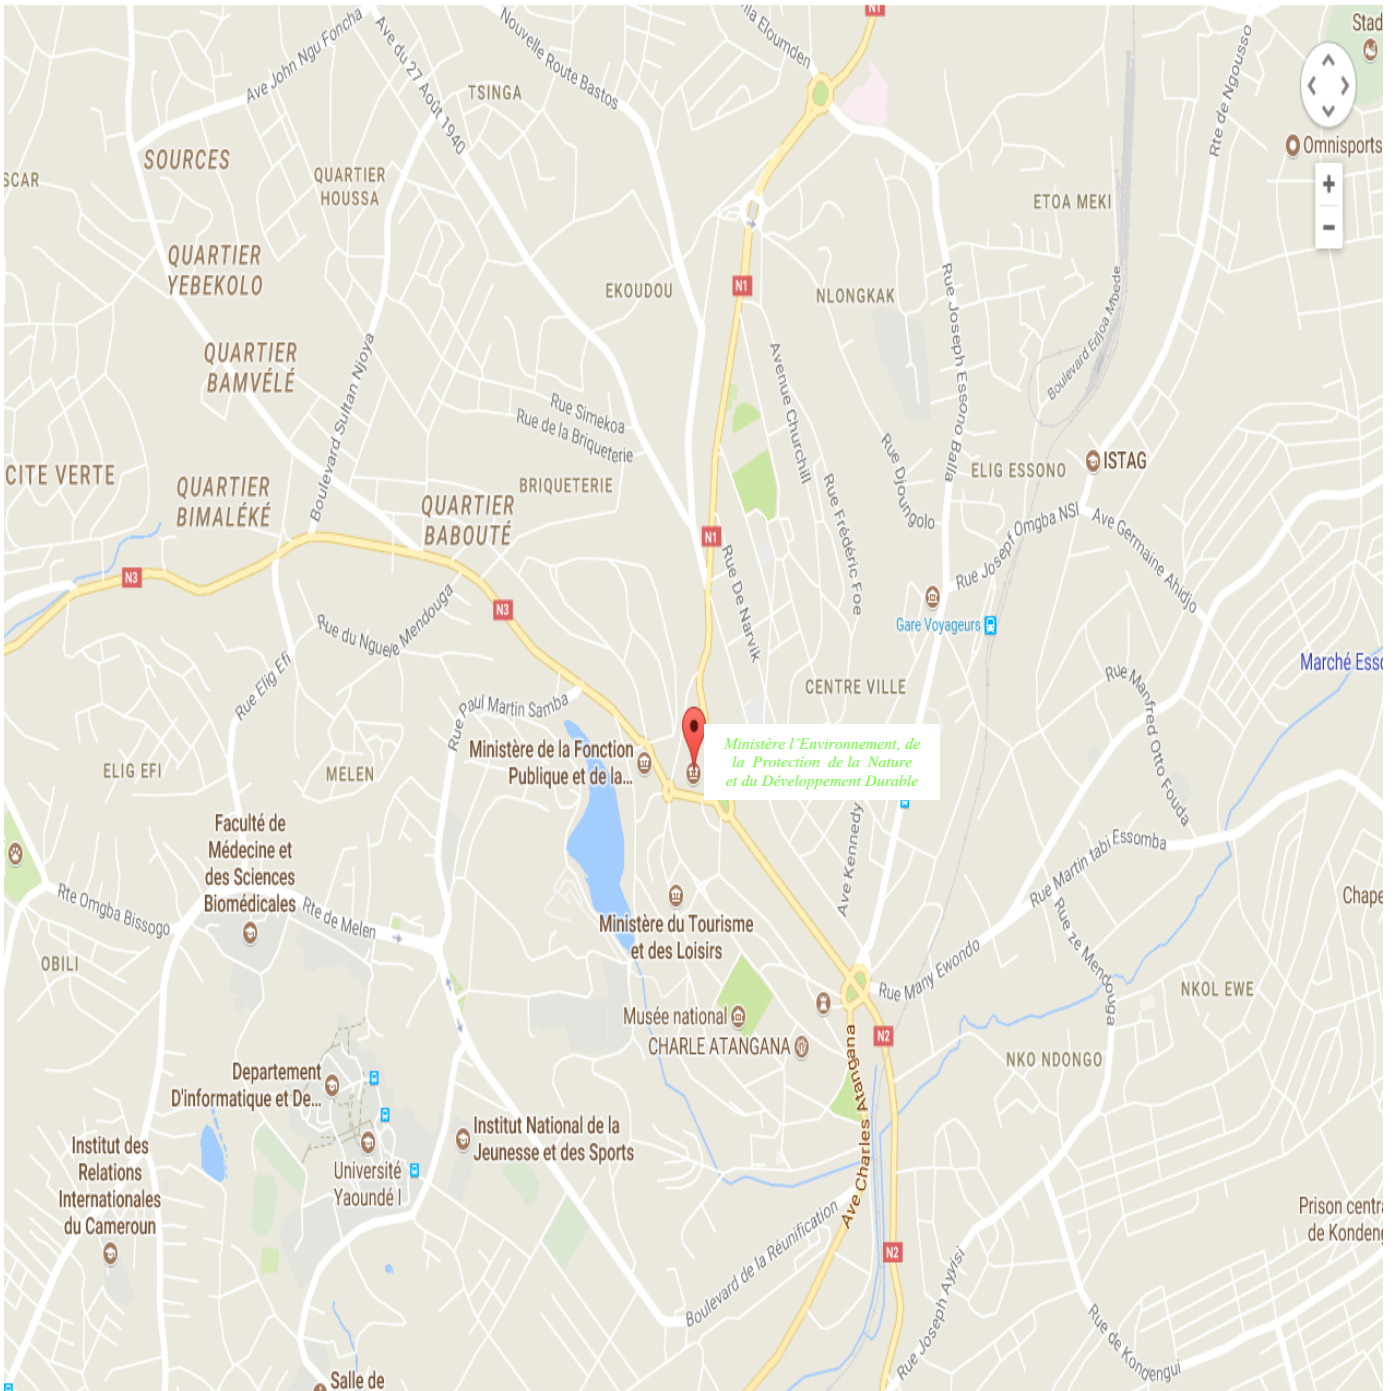 N1
Stad
Ave John Ngu Foncha
Ave du 27 Août 1940
Nouvelle Route Bastos
Eloumden
Rte de Ngousso
TSINGA
Omnisports
SOURCES
SCAR
QUARTIER
HOUSSA
ETOA MEKI
+
−
QUARTIER
YEBEKOLO
EKOUDOU
N1
NLONGKAK
Rue Joseph Essono Balla
Boulevard Edjoa Mbede
QUARTIER
BAMVÉLÉ
Boulevard Sultan Njoya
Avenue Churchill
Rue Simekoa
Rue de la Briqueterie
Rue Djoungolo
CITE VERTE
QUARTIER
BIMALÉKÉ
BRIQUETERIE
QUARTIER
BABOUTÉ
ELIG ESSONO
ISTAG
Rue Frédéric Foe
Rue Josepf Omgba NSI
Ave Germaine Ahidjo
N1
N3
N3
Rue De Narvik
Rue du Nguele Mendouga
Gare Voyageurs
Marché Ess
Rue Elig Efi
Rue Paul Martin Samba
CENTRE VILLE
Rue Manfred Otto Fouda
Ministère de la Fonction
Publique et de la...
Ministère l'Environnement, de
la Protection de la Nature
et du Développement Durable
ELIG EFI
MELEN
Faculté de
Médecine et
des Sciences
Biomédicales
Ave Kennedy
Rue Martin tabi Essomba
Rte Omgba Bissogo
Rte de Melen
Ministère du Tourisme
et des Loisirs
Chape
Rue ze Mendouga
OBILI
Rue Many Ewondo
NKOL EWE
Musée national
CHARLE ATANGANA
N2
NKO NDONGO
Departement
D'informatique et De...
Ave Charles Atangana
Institut National de la
Jeunesse et des Sports
Institut des
Relations
Internationales
du Cameroun
Université
Yaoundé I
Prison centr
de Konden
Boulevard de la Réunification
N2
Rue Joseph Ayyisi
Rue de Kondengui
Salle de